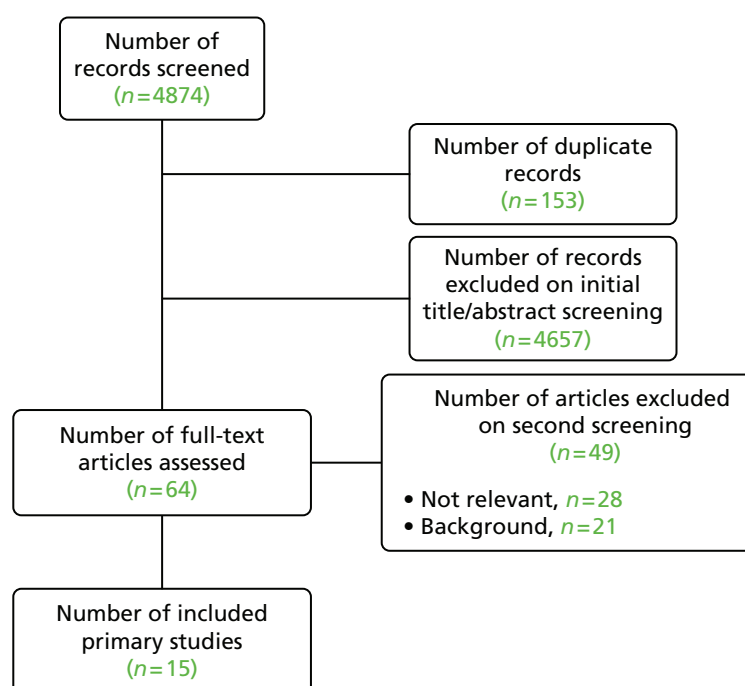 Number of
records screened
(n=4874)
Number of duplicate
records
(n=153)
Number of records
excluded on initial
title/abstract screening
(n=4657)
Number of full-text
articles assessed
(n=64)
Number of articles excluded
on second screening
(n=49)
• Not relevant, n=28
• Background, n=21
Number of included
primary studies
(n=15)